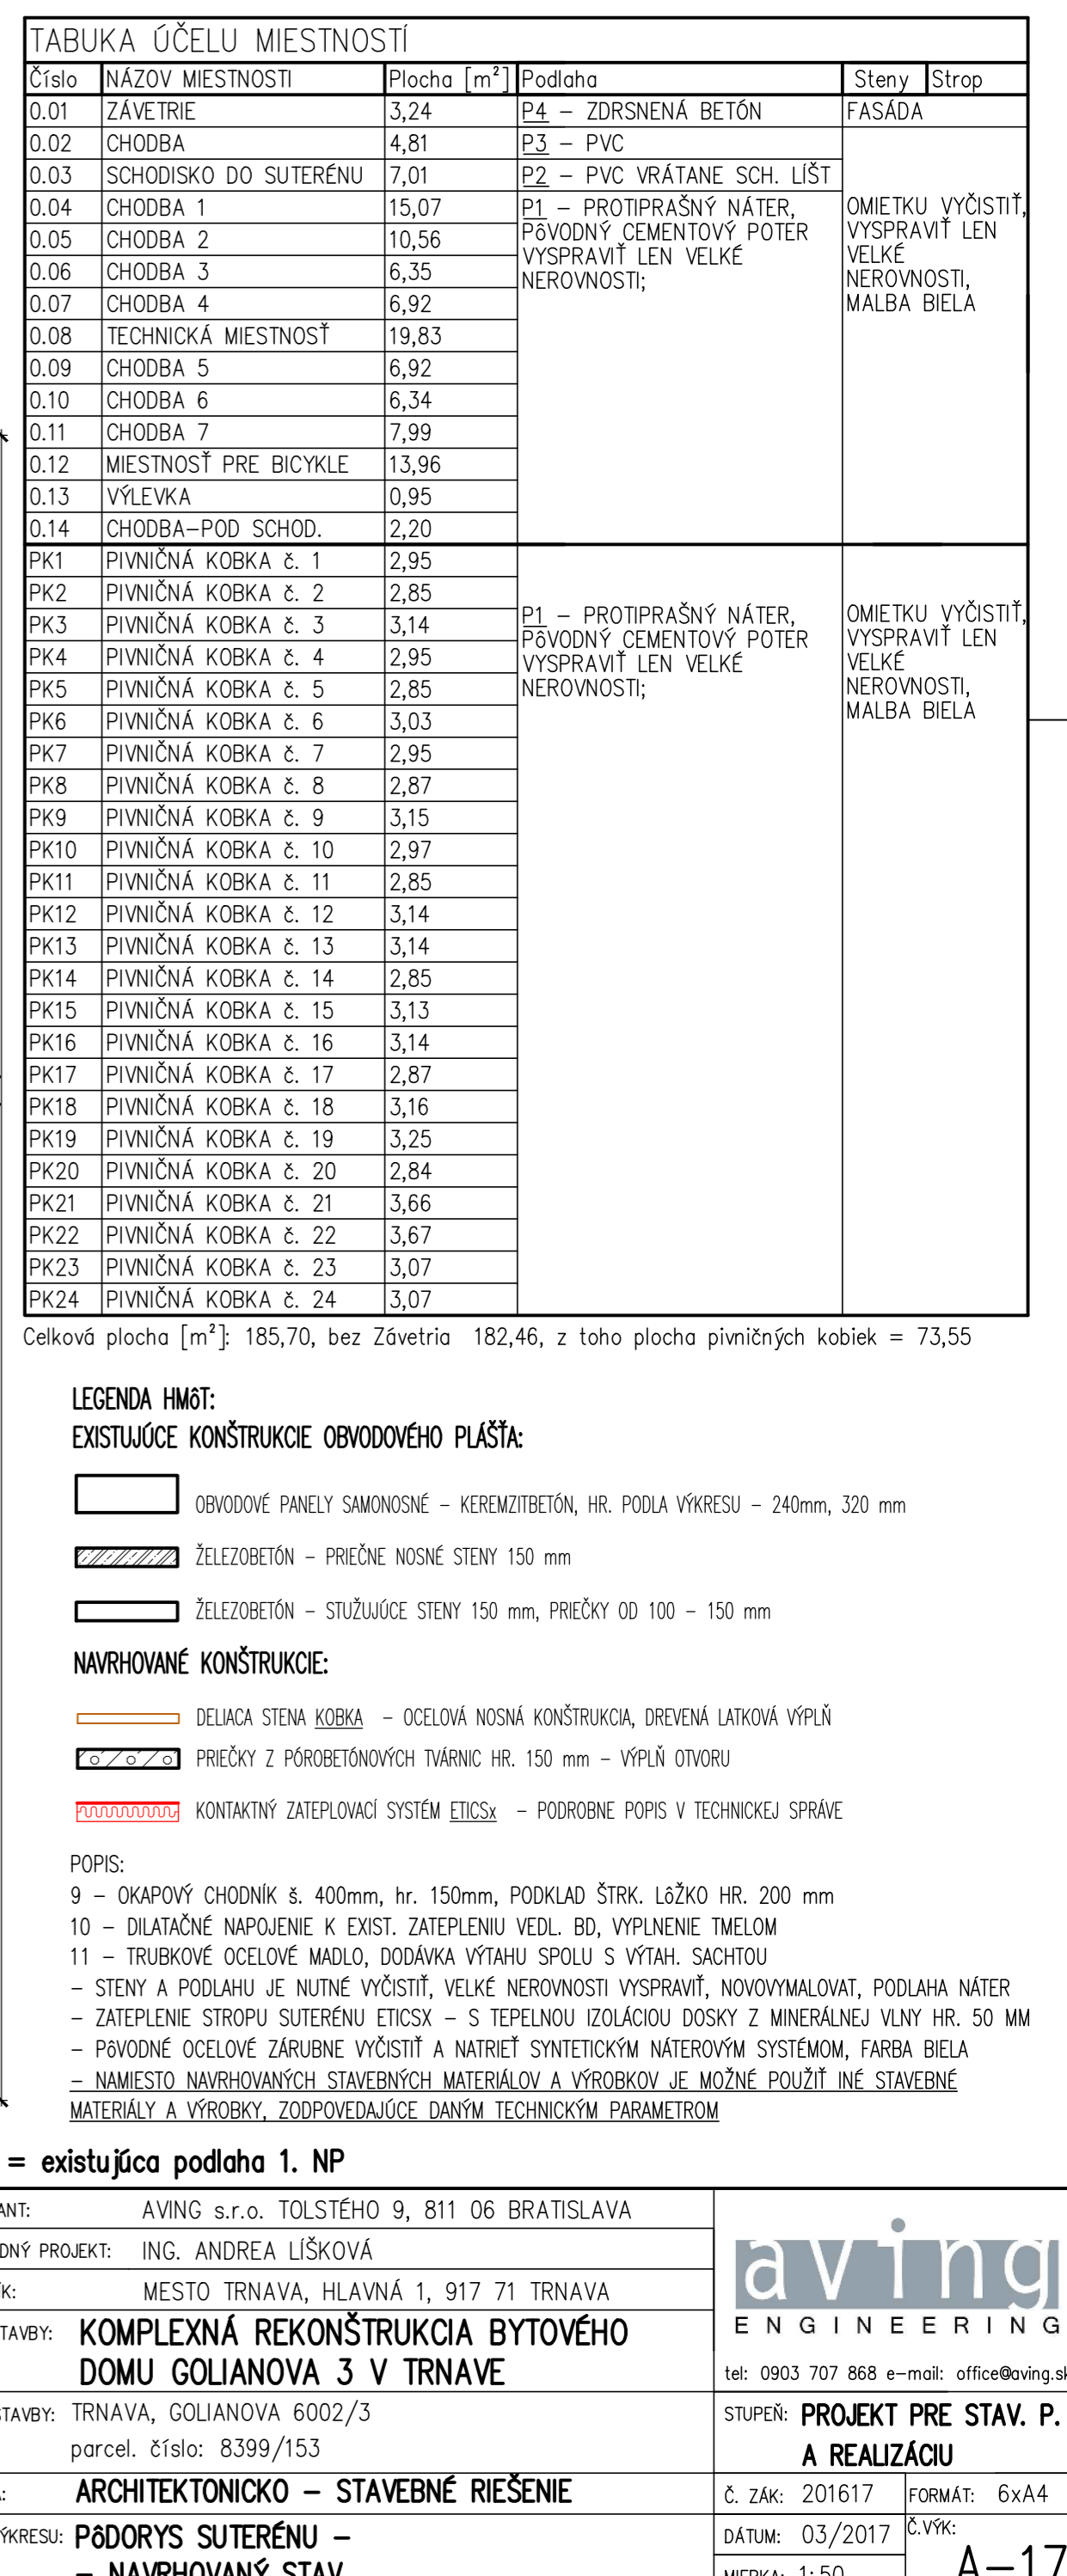 TABUKA ÚČELU MIESTNOSTÍ
Číslo NÁZOV MIESTNOSTI Plocha [m²] Podlaha Steny Strop
0.01 ZÁVETRIE 3,24 P4 – ZDRSNENÁ BETÓN FASÁDA
0.02 CHODBA 4,81 P3 – PVC
0.03 SCHODISKO DO SUTERÉNU 7,01 P2 – PVC VRÁTANE SCH. LÍŠT
0.04 CHODBA 1 15,07 P1 – PROTIPRAŠNÝ NÁTER, OMIETKU VYČISTIŤ,
0.05 CHODBA 2 10,56 PôVODNÝ CEMENTOVÝ POTER VYSPRAVIŤ LEN
VYSPRAVIŤ LEN VELKÉ VELKÉ
0.06 CHODBA 3 6,35 NEROVNOSTI; NEROVNOSTI,
0.07 CHODBA 4 6,92 MALBA BIELA
0.08 TECHNICKÁ MIESTNOSŤ 19,83
0.09 CHODBA 5 6,92
0.10 CHODBA 6 6,34
0.11 CHODBA 7 7,99
0.12 MIESTNOSŤ PRE BICYKLE 13,96
0.13 VÝLEVKA 0,95
0.14 CHODBA–POD SCHOD. 2,20
PK1 PIVNIČNÁ KOBKA č. 1 2,95
PK2 PIVNIČNÁ KOBKA č. 2 2,85
PK3 PIVNIČNÁ KOBKA č. 3 3,14 P1 – PROTIPRAŠNÝ NÁTER, OMIETKU VYČISTIŤ,
PôVODNÝ CEMENTOVÝ POTER VYSPRAVIŤ LEN
PK4 PIVNIČNÁ KOBKA č. 4 2,95 VYSPRAVIŤ LEN VELKÉ VELKÉ
PK5 PIVNIČNÁ KOBKA č. 5 2,85 NEROVNOSTI; NEROVNOSTI,
PK6 PIVNIČNÁ KOBKA č. 6 3,03 MALBA BIELA
PK7 PIVNIČNÁ KOBKA č. 7 2,95
PK8 PIVNIČNÁ KOBKA č. 8 2,87
PK9 PIVNIČNÁ KOBKA č. 9 3,15
PK10 PIVNIČNÁ KOBKA č. 10 2,97
PK11 PIVNIČNÁ KOBKA č. 11 2,85
PK12 PIVNIČNÁ KOBKA č. 12 3,14
PK13 PIVNIČNÁ KOBKA č. 13 3,14
PK14 PIVNIČNÁ KOBKA č. 14 2,85
PK15 PIVNIČNÁ KOBKA č. 15 3,13
PK16 PIVNIČNÁ KOBKA č. 16 3,14
PK17 PIVNIČNÁ KOBKA č. 17 2,87
PK18 PIVNIČNÁ KOBKA č. 18 3,16
PK19 PIVNIČNÁ KOBKA č. 19 3,25
PK20 PIVNIČNÁ KOBKA č. 20 2,84
PK21 PIVNIČNÁ KOBKA č. 21 3,66
PK22 PIVNIČNÁ KOBKA č. 22 3,67
PK23 PIVNIČNÁ KOBKA č. 23 3,07
PK24 PIVNIČNÁ KOBKA č. 24 3,07
Celková plocha [m²]: 185,70, bez Závetria 182,46, z toho plocha pivničných kobiek = 73,55
LEGENDA HMôT:
EXISTUJÚCE KONŠTRUKCIE OBVODOVÉHO PLÁŠŤA:
OBVODOVÉ PANELY SAMONOSNÉ – KEREMZITBETÓN, HR. PODLA VÝKRESU – 240mm, 320 mm
ŽELEZOBETÓN – PRIEČNE NOSNÉ STENY 150 mm
ŽELEZOBETÓN – STUŽUJÚCE STENY 150 mm, PRIEČKY OD 100 – 150 mm
NAVRHOVANÉ KONŠTRUKCIE:
DELIACA STENA KOBKA – OCELOVÁ NOSNÁ KONŠTRUKCIA, DREVENÁ LATKOVÁ VÝPLŇ
PRIEČKY Z PÓROBETÓNOVÝCH TVÁRNIC HR. 150 mm – VÝPLŇ OTVORU
KONTAKTNÝ ZATEPLOVACÍ SYSTÉM ETICSx – PODROBNE POPIS V TECHNICKEJ SPRÁVE
POPIS:
9 – OKAPOVÝ CHODNÍK š. 400mm, hr. 150mm, PODKLAD ŠTRK. LôŽKO HR. 200 mm
10 – DILATAČNÉ NAPOJENIE K EXIST. ZATEPLENIU VEDL. BD, VYPLNENIE TMELOM
11 – TRUBKOVÉ OCELOVÉ MADLO, DODÁVKA VÝTAHU SPOLU S VÝTAH. SACHTOU
– STENY A PODLAHU JE NUTNÉ VYČISTIŤ, VELKÉ NEROVNOSTI VYSPRAVIŤ, NOVOVYMALOVAT, PODLAHA NÁTER
– ZATEPLENIE STROPU SUTERÉNU ETICSX – S TEPELNOU IZOLÁCIOU DOSKY Z MINERÁLNEJ VLNY HR. 50 MM
– PôVODNÉ OCELOVÉ ZÁRUBNE VYČISTIŤ A NATRIEŤ SYNTETICKÝM NÁTEROVÝM SYSTÉMOM, FARBA BIELA
– NAMIESTO NAVRHOVANÝCH STAVEBNÝCH MATERIÁLOV A VÝROBKOV JE MOŽNÉ POUŽIŤ INÉ STAVEBNÉ
MATERIÁLY A VÝROBKY, ZODPOVEDAJÚCE DANÝM TECHNICKÝM PARAMETROM
= existujúca podlaha 1. NP
ANT: AVING s.r.o. TOLSTÉHO 9, 811 06 BRATISLAVA
DNÝ PROJEKT: ING. ANDREA LÍŠKOVÁ
ÍK: MESTO TRNAVA, HLAVNÁ 1, 917 71 TRNAVA
aving
ENGINEERING
tel: 0903 707 868 e–mail: office@aving.sk
TAVBY: KOMPLEXNÁ REKONŠTRUKCIA BYTOVÉHO
DOMU GOLIANOVA 3 V TRNAVE
STAVBY: TRNAVA, GOLIANOVA 6002/3
parcel. číslo: 8399/153
STUPEŇ: PROJEKT PRE STAV. P.
A REALIZÁCIU
ARCHITEKTONICKO – STAVEBNÉ RIEŠENIE
Č. ZÁK: 201617 FORMÁT: 6xA4
ÝKRESU: PôDORYS SUTERÉNU –
– NAVRHOVANÝ STAV
DÁTUM: 03/2017 Č.VÝK:
MIERKA: 1:50 A–17